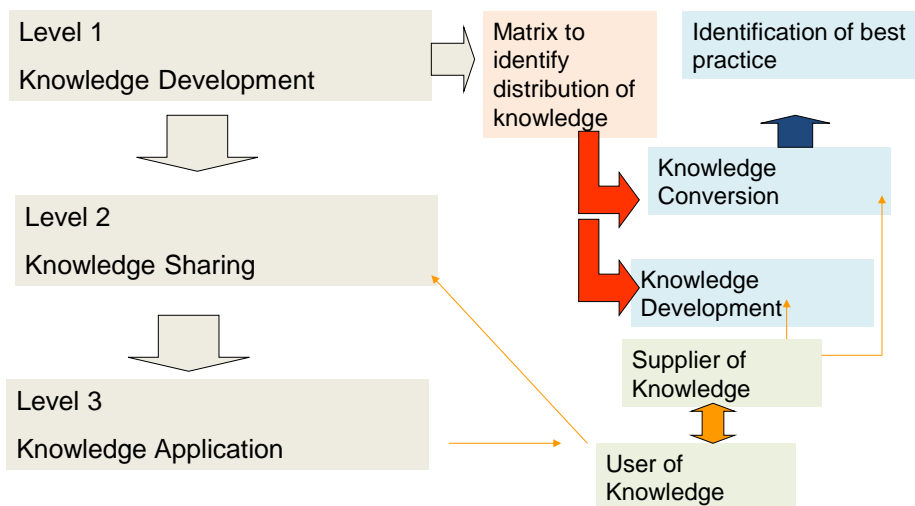 Level 1
Knowledge Development
Matrix to
identify
distribution of
knowledge
Identification of best
practice
Knowledge
Conversion
Level 2
Knowledge Sharing
Knowledge
Development
Supplier of
Knowledge
Level 3
Knowledge Application
User of
Knowledge